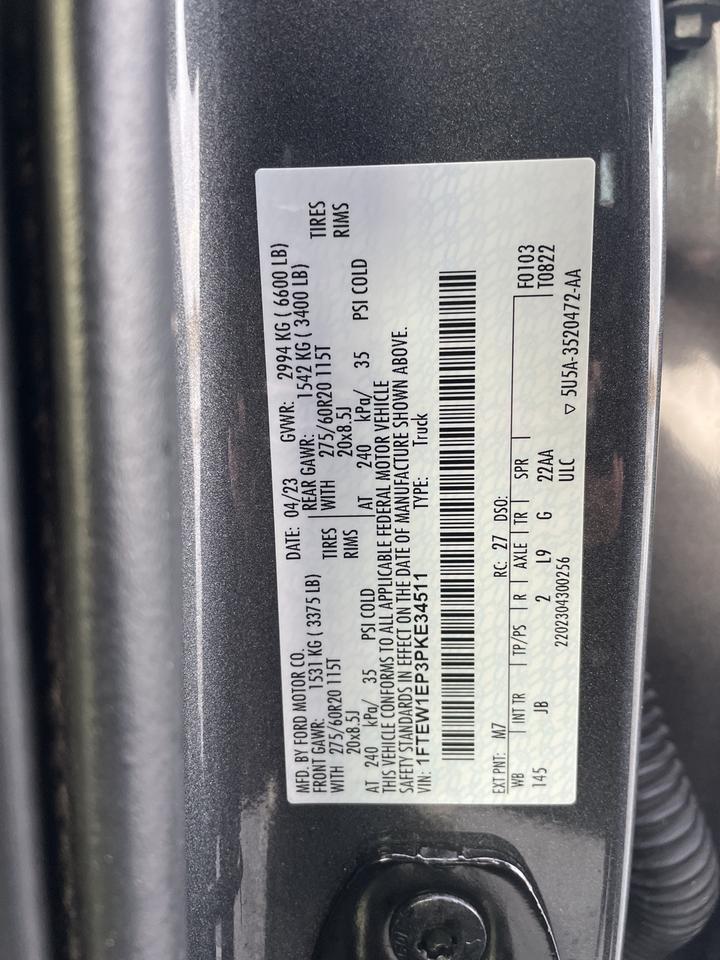 MFD. BY FORD MOTOR CO.
DATE: 04/23 GVWR: 2994 KG ( 6600 LB)
FRONT GAWR: 1531 KG ( 3375 LB) REAR GAWR: 1542 KG ( 3400 LB)
WITH 275/60R20 115T TIRES WITH 275/60R20 115T TIRES
20x8.5J RIMS 20x8.5J RIMS
AT 240 kPa/ 35 PSI COLD AT 240 kPa/ 35 PSI COLD
THIS VEHICLE CONFORMS TO ALL APPLICABLE FEDERAL MOTOR VEHICLE
SAFETY STANDARDS IN EFFECT ON THE DATE OF MANUFACTURE SHOWN ABOVE.
VIN: 1FTEW1EP3PKE34511 TYPE: Truck
EXT PNT: M7 RC: 27 DSO:
WB INT TR TP/PS R AXLE TR SPR F0103
145 JB 2 L9 G 22AA T0822
2202304300256 ULC ▽ 5U5A-3520472-AA